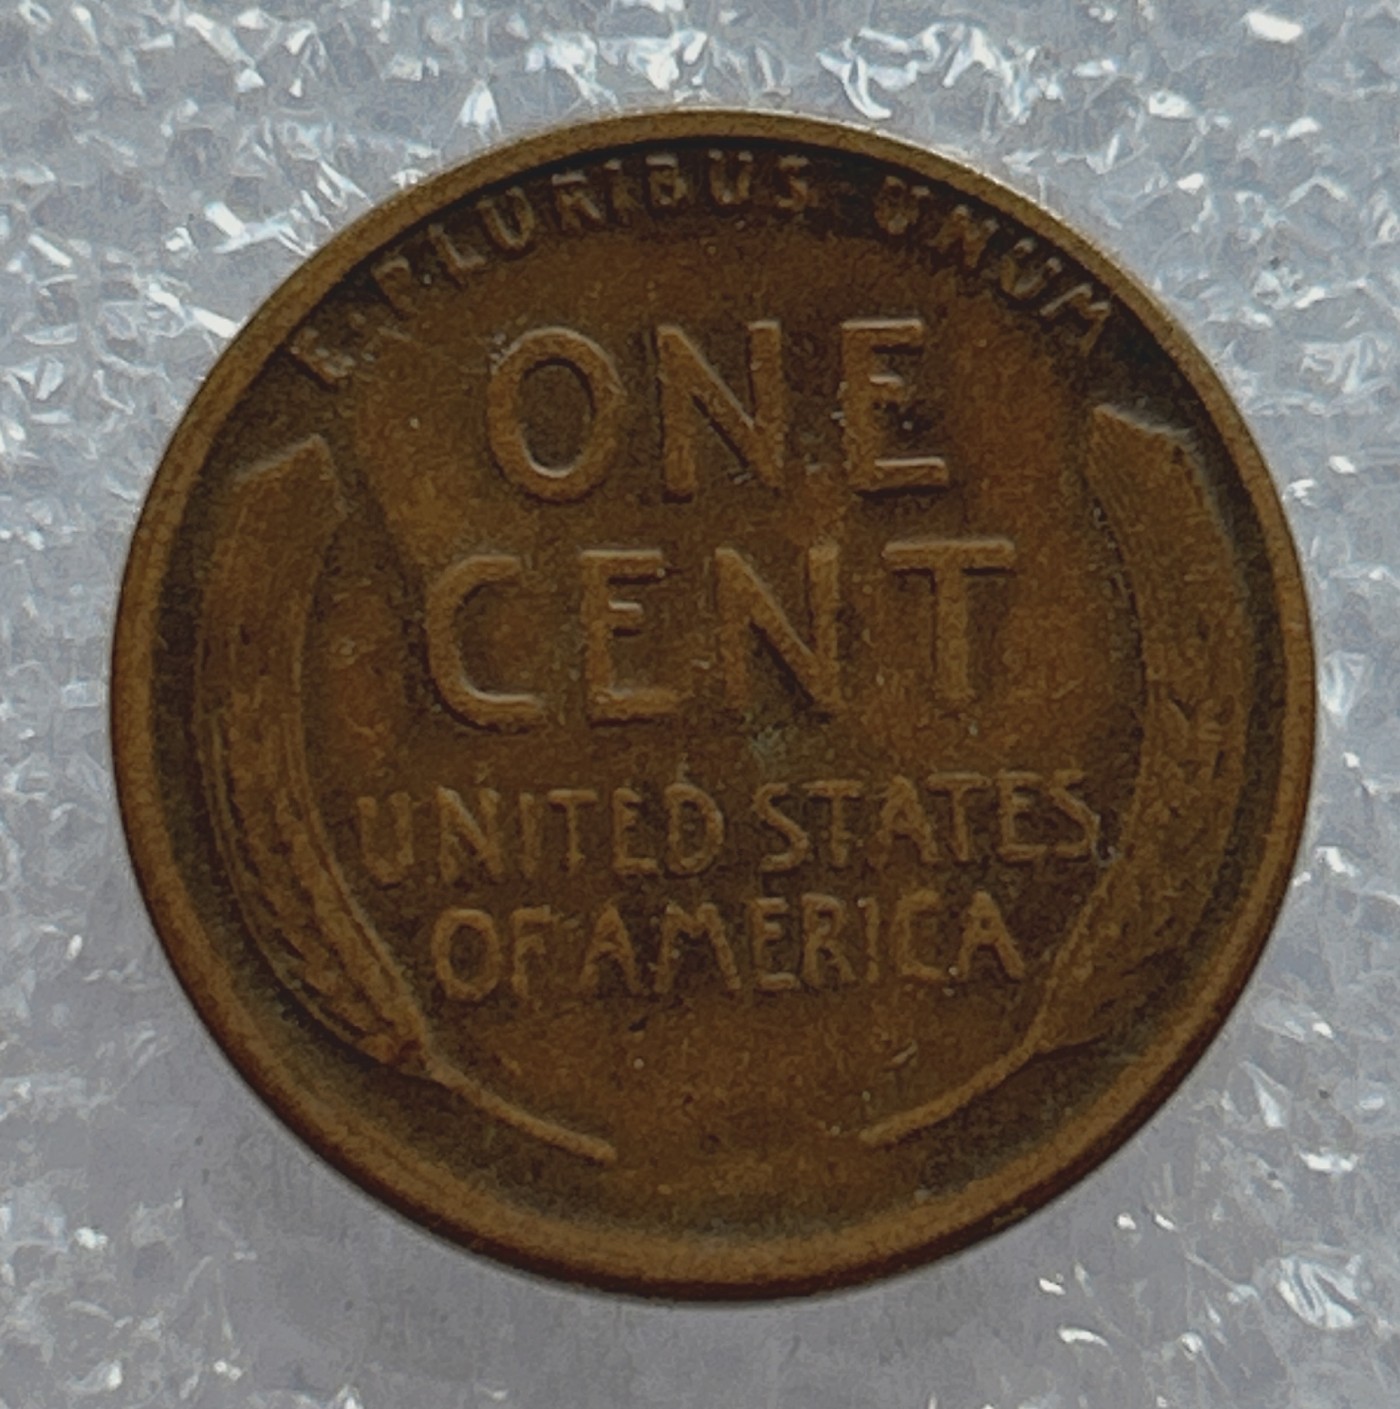 E·PLURIBUS·UNUM
ONE
CENT
UNITED STATES
OF AMERICA